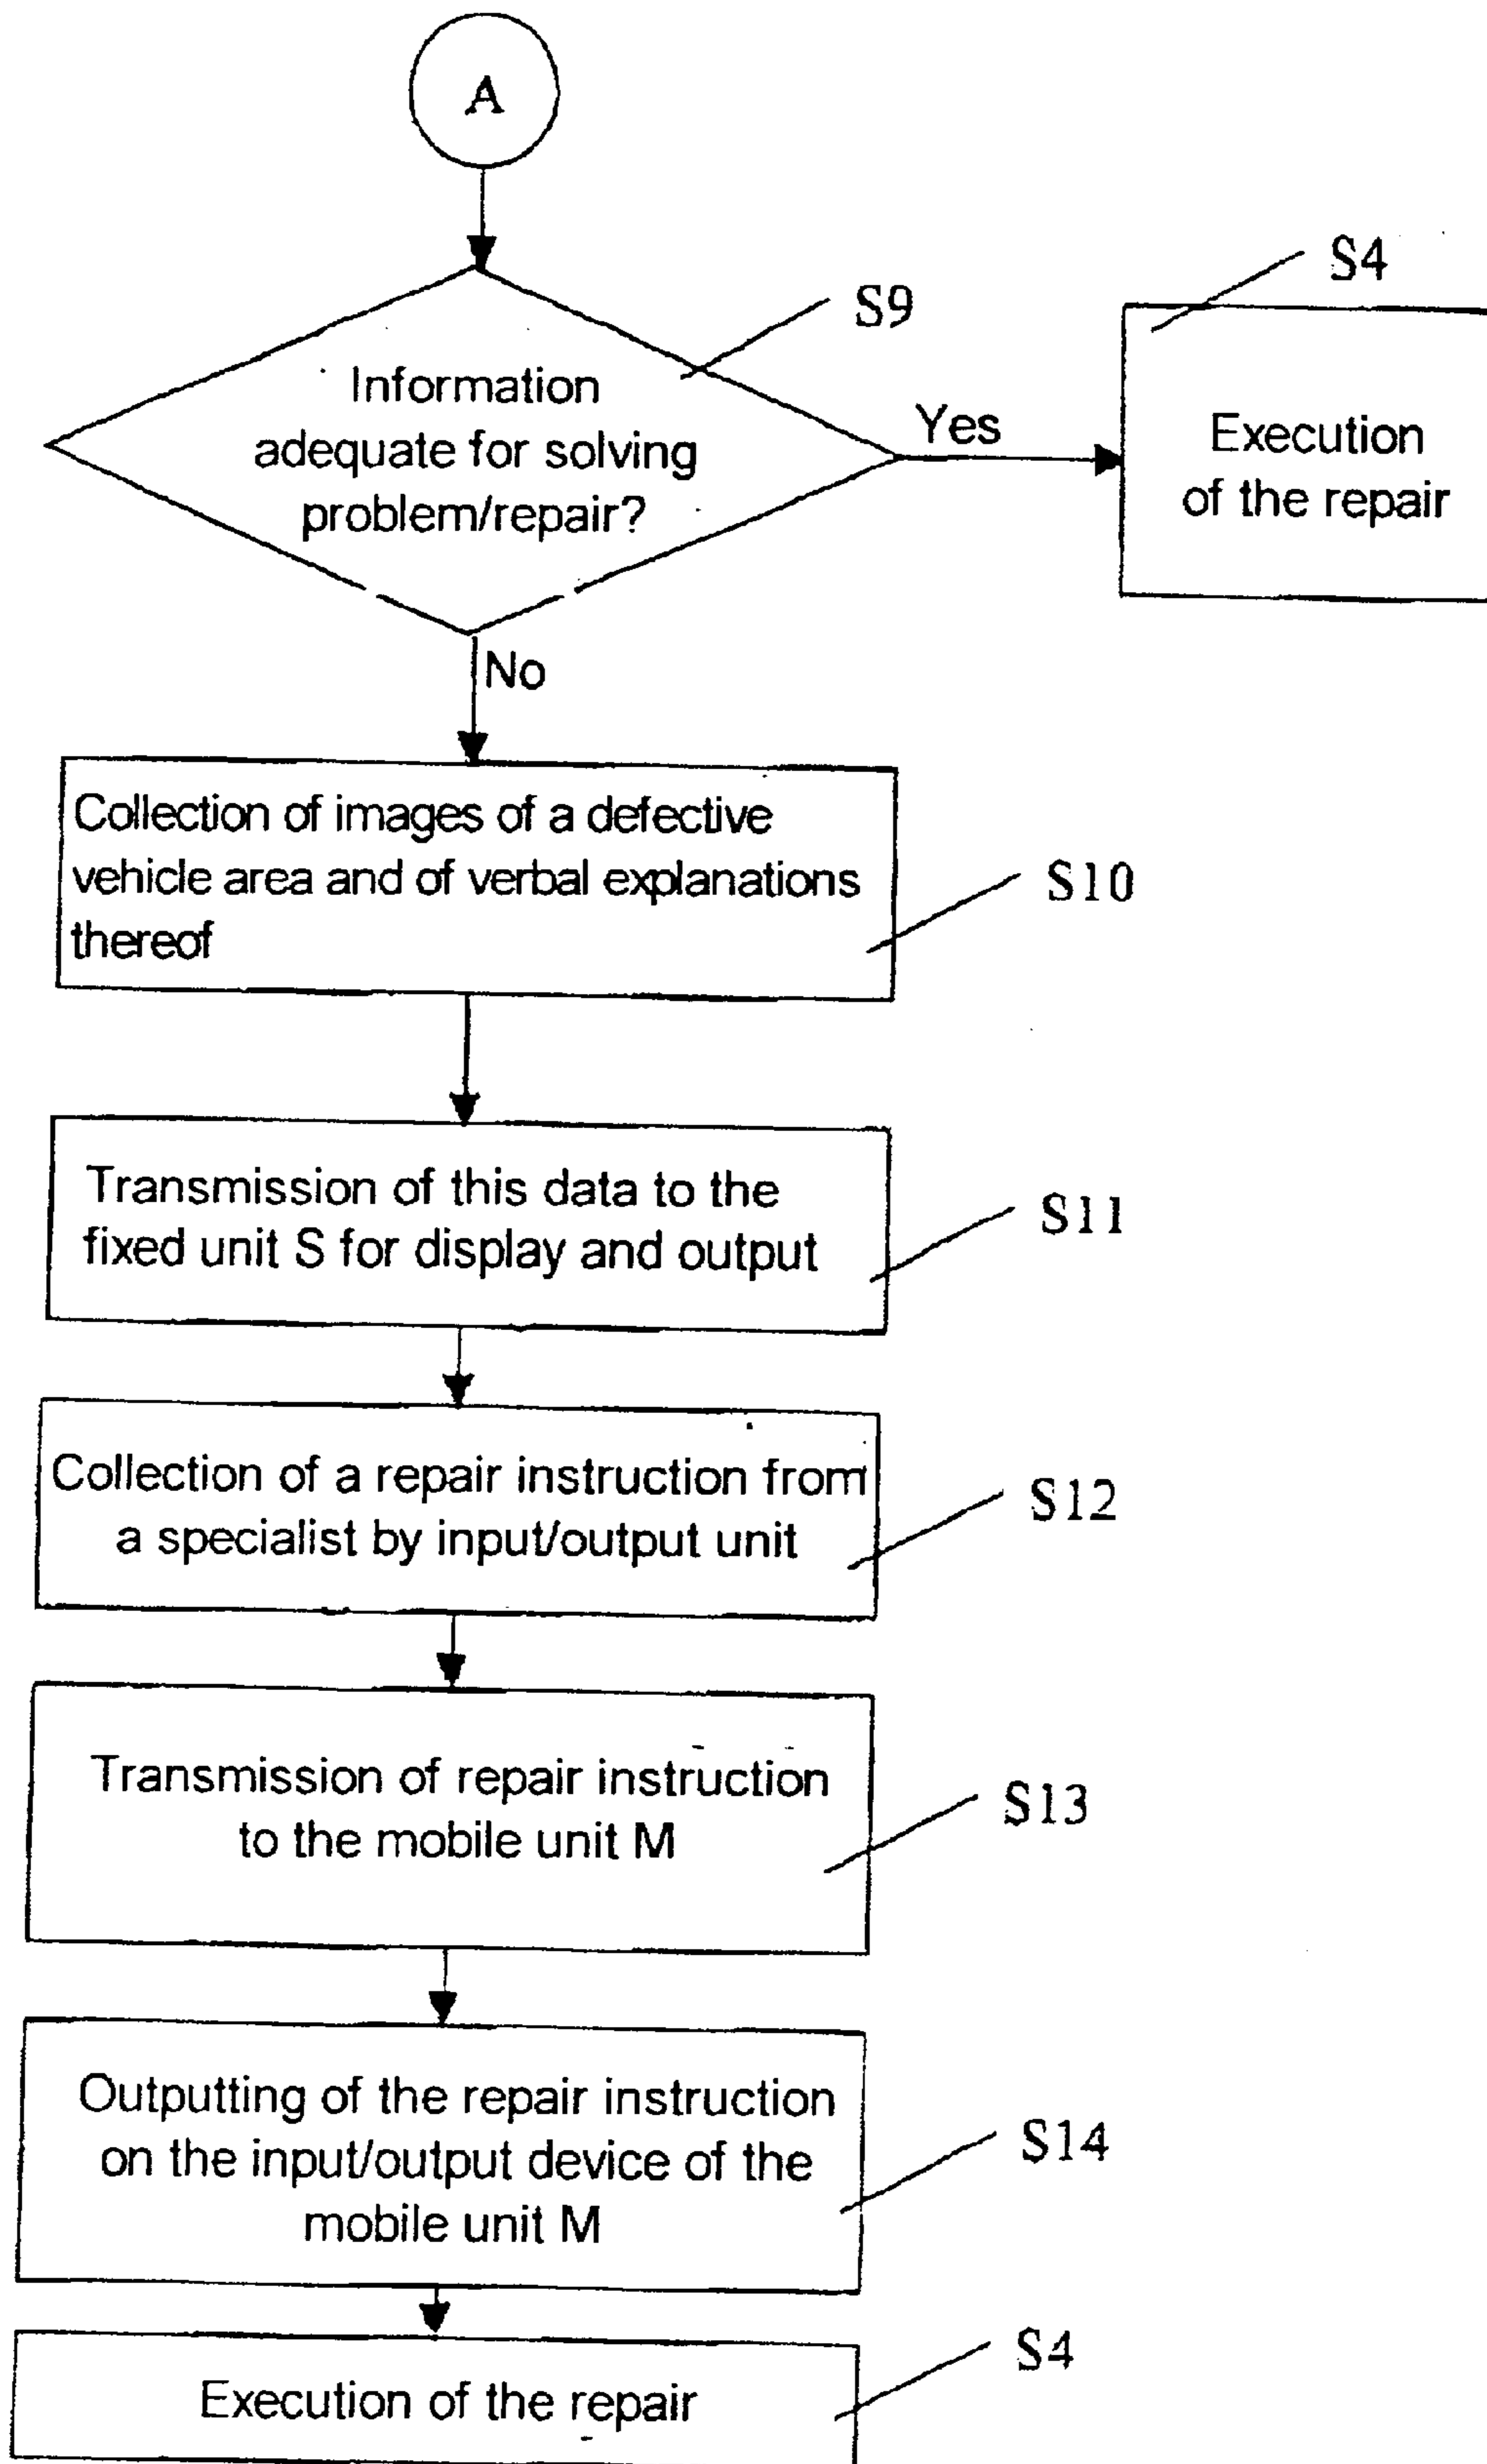 A
S9
Information
adequate for solving
problem/repair?
Yes
S4
Execution
of the repair
No
Collection of images of a defective
vehicle area and of verbal explanations
thereof
S10
Transmission of this data to the
fixed unit S for display and output
S11
Collection of a repair instruction from
a specialist by input/output unit
S12
Transmission of repair instruction
to the mobile unit M
S13
Outputting of the repair instruction
on the input/output device of the
mobile unit M
S14
Execution of the repair
S4